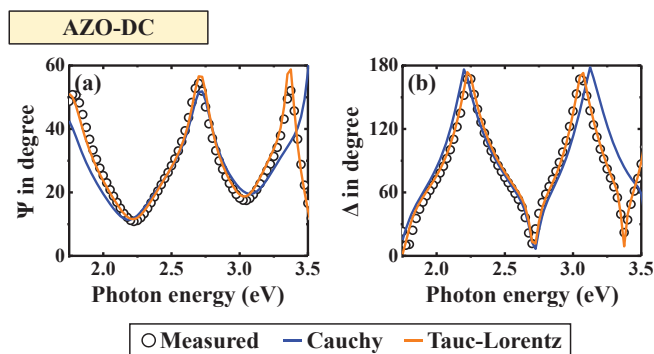 AZO-DC
(a)
Ψ in degree
60
40
20
0
2.0 2.5 3.0 3.5
Photon energy (eV)
(b)
Δ in degree
180
120
60
0
2.0 2.5 3.0 3.5
Photon energy (eV)
Measured Cauchy Tauc-Lorentz